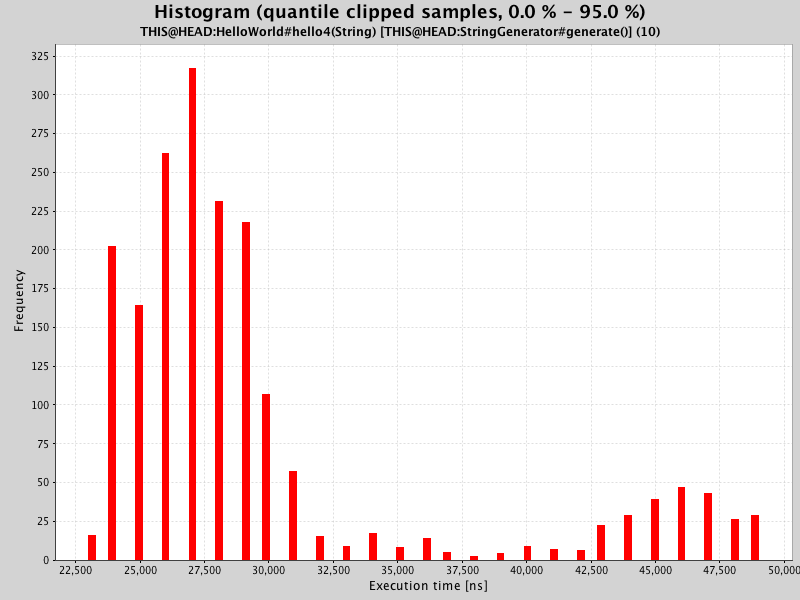 Histogram (quantile clipped samples, 0.0 % – 95.0 %)
THIS@HEAD:HelloWorld#hello4(String) [THIS@HEAD:StringGenerator#generate()] (10)
Frequency
325
300
275
250
225
200
175
150
125
100
75
50
25
0
22,500 25,000 27,500 30,000 32,500 35,000 37,500 40,000 42,500 45,000 47,500 50,000
Execution time [ns]